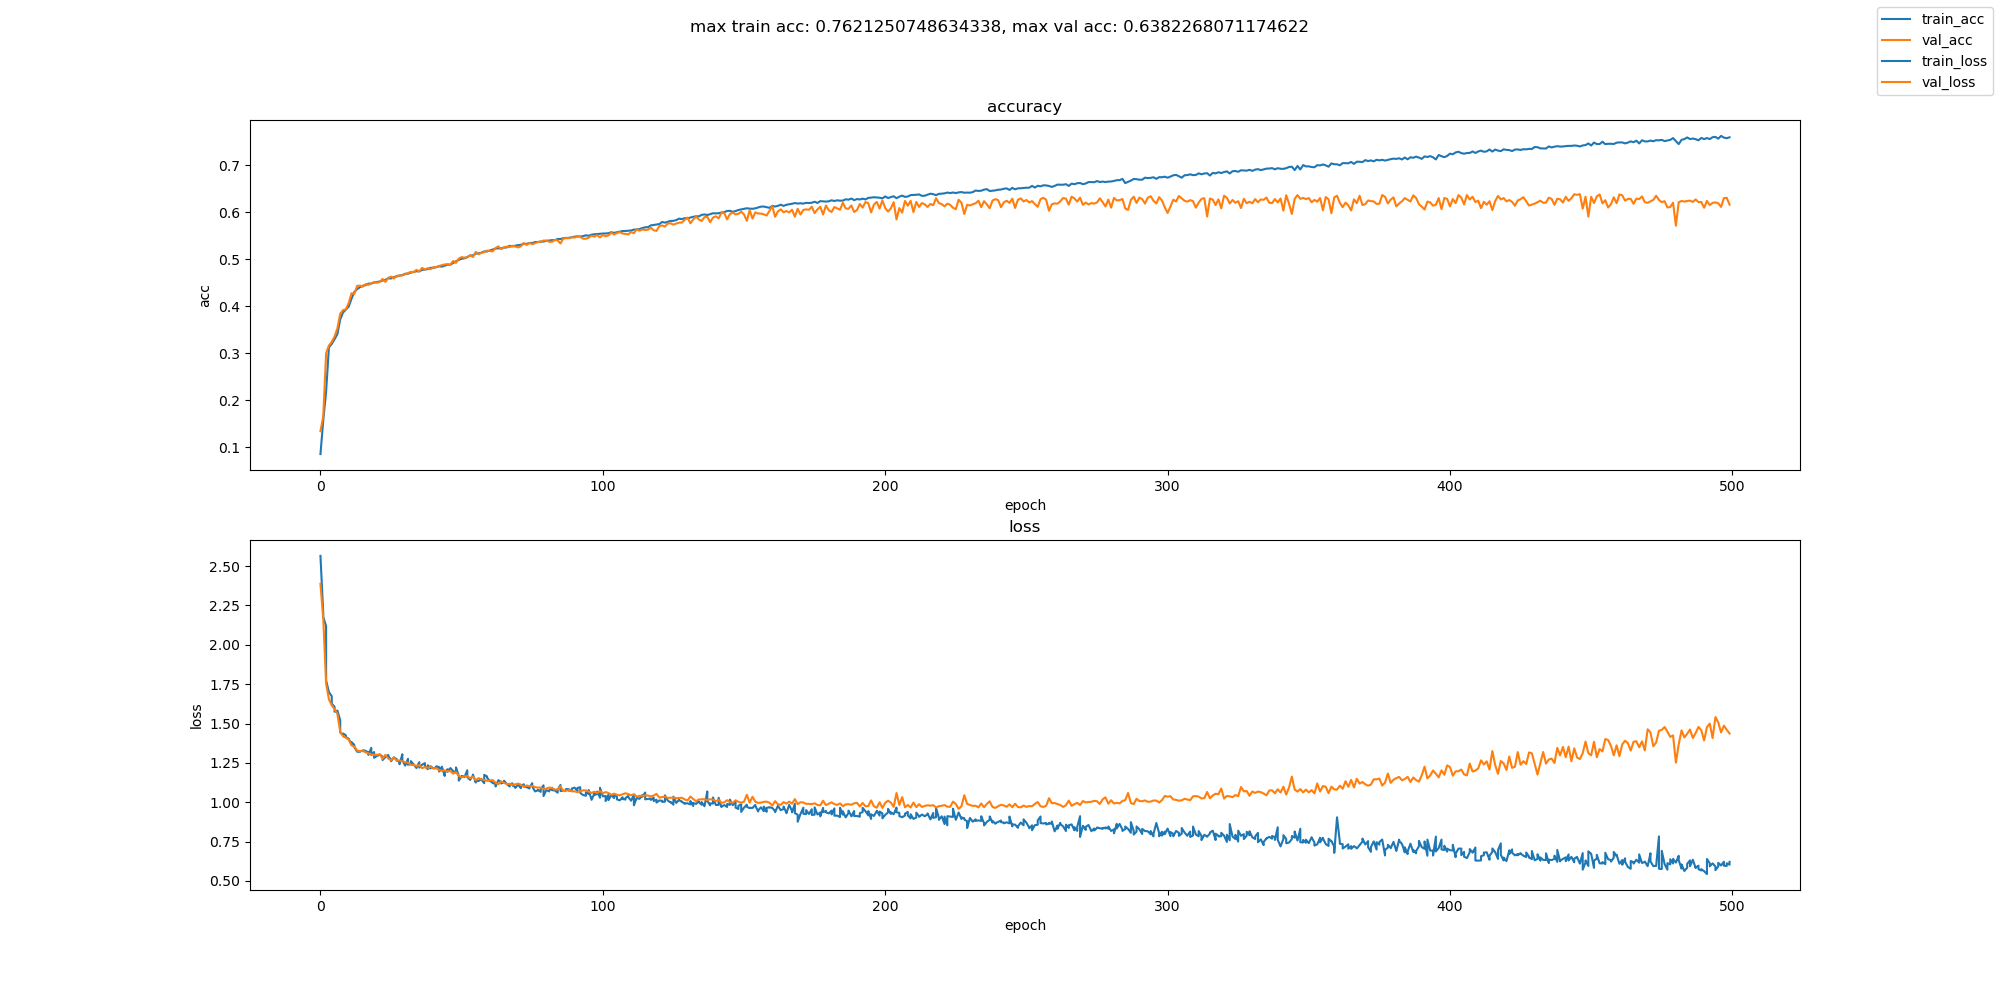 max train acc: 0.7621250748634338, max val acc: 0.6382268071174622
train_acc
val_acc
train_loss
val_loss
accuracy
0.7
0.6
0.5
0.4
0.3
0.2
0.1
acc
0 100 200 300 400 500
epoch
loss
2.50
2.25
2.00
1.75
1.50
1.25
1.00
0.75
0.50
loss
0 100 200 300 400 500
epoch